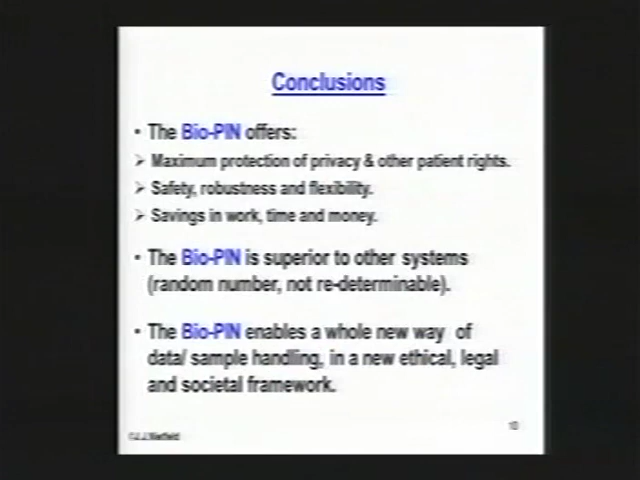 Conclusions
• The Bio-PIN offers:
➢ Maximum protection of privacy & other patient rights.
➢ Safety, robustness and flexibility.
➢ Savings in work, time and money.
• The Bio-PIN is superior to other systems
(random number, not re-determinable).
• The Bio-PIN enables a whole new way of
data/ sample handling, in a new ethical, legal
and societal framework.